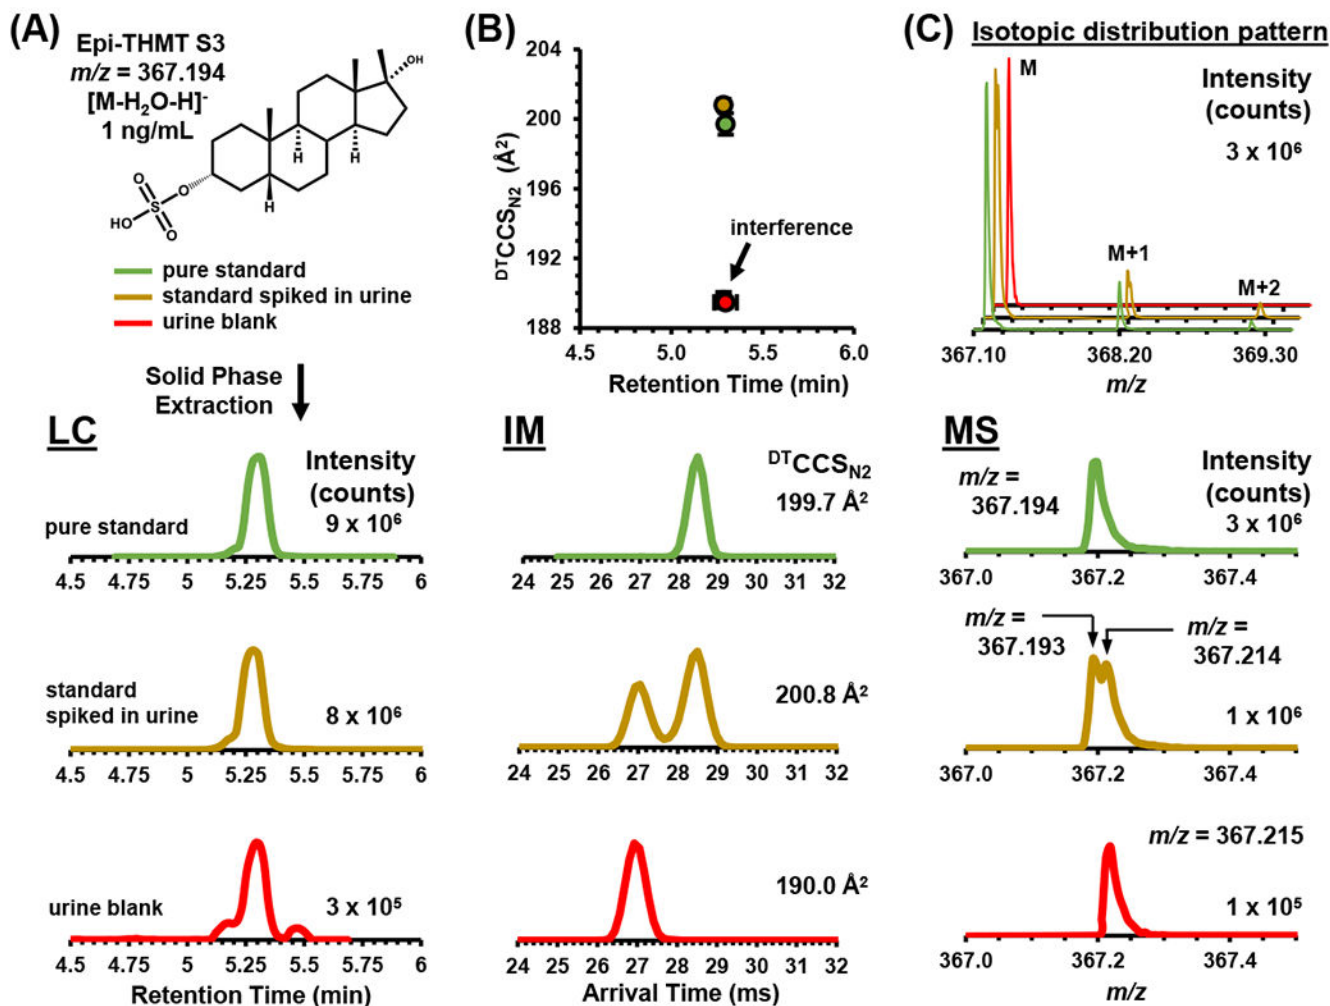 (A)
Epi-THMT S3
m/z = 367.194
[M-H₂O-H]⁻
1 ng/mL
OH
H
H
H
O
O
S
HO
O
pure standard
standard spiked in urine
urine blank
Solid Phase
Extraction
(B)
204
200
196
192
188
ᴰᵀCCS_N2 (Å²)
interference
4.5 5.0 5.5 6.0
Retention Time (min)
(C) Isotopic distribution pattern
M
Intensity
(counts)
3 x 10⁶
M+1
M+2
367.10 368.20 369.30
m/z
LC
Intensity
(counts)
pure standard
9 x 10⁶
4.5 4.75 5 5.25 5.5 5.75 6
standard
spiked in urine
8 x 10⁶
4.5 4.75 5 5.25 5.5 5.75 6
urine blank
3 x 10⁵
4.5 4.75 5 5.25 5.5 5.75 6
Retention Time (min)
IM
ᴰᵀCCS_N2
199.7 Å²
24 25 26 27 28 29 30 31 32
200.8 Å²
24 25 26 27 28 29 30 31 32
190.0 Å²
24 25 26 27 28 29 30 31 32
Arrival Time (ms)
MS
m/z =
367.194
Intensity
(counts)
3 x 10⁶
367.0 367.2 367.4
m/z =
367.193
m/z =
367.214
1 x 10⁶
367.0 367.2 367.4
m/z = 367.215
1 x 10⁵
367.0 367.2 367.4
m/z